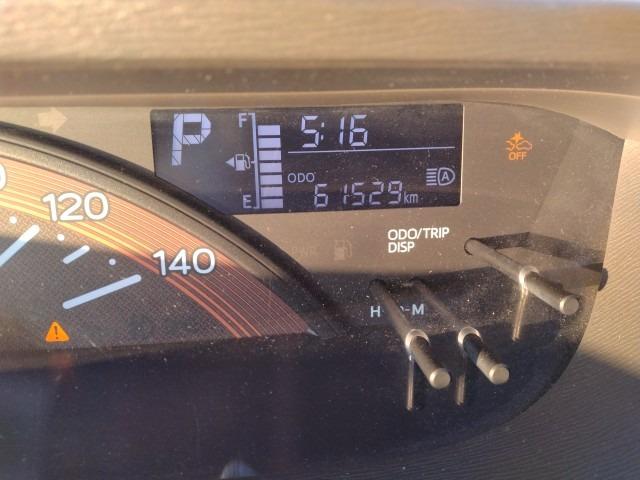 P
F
5:16
ODO
A
E
61529km
OFF
120
140
ODO/TRIP
DISP
H
M